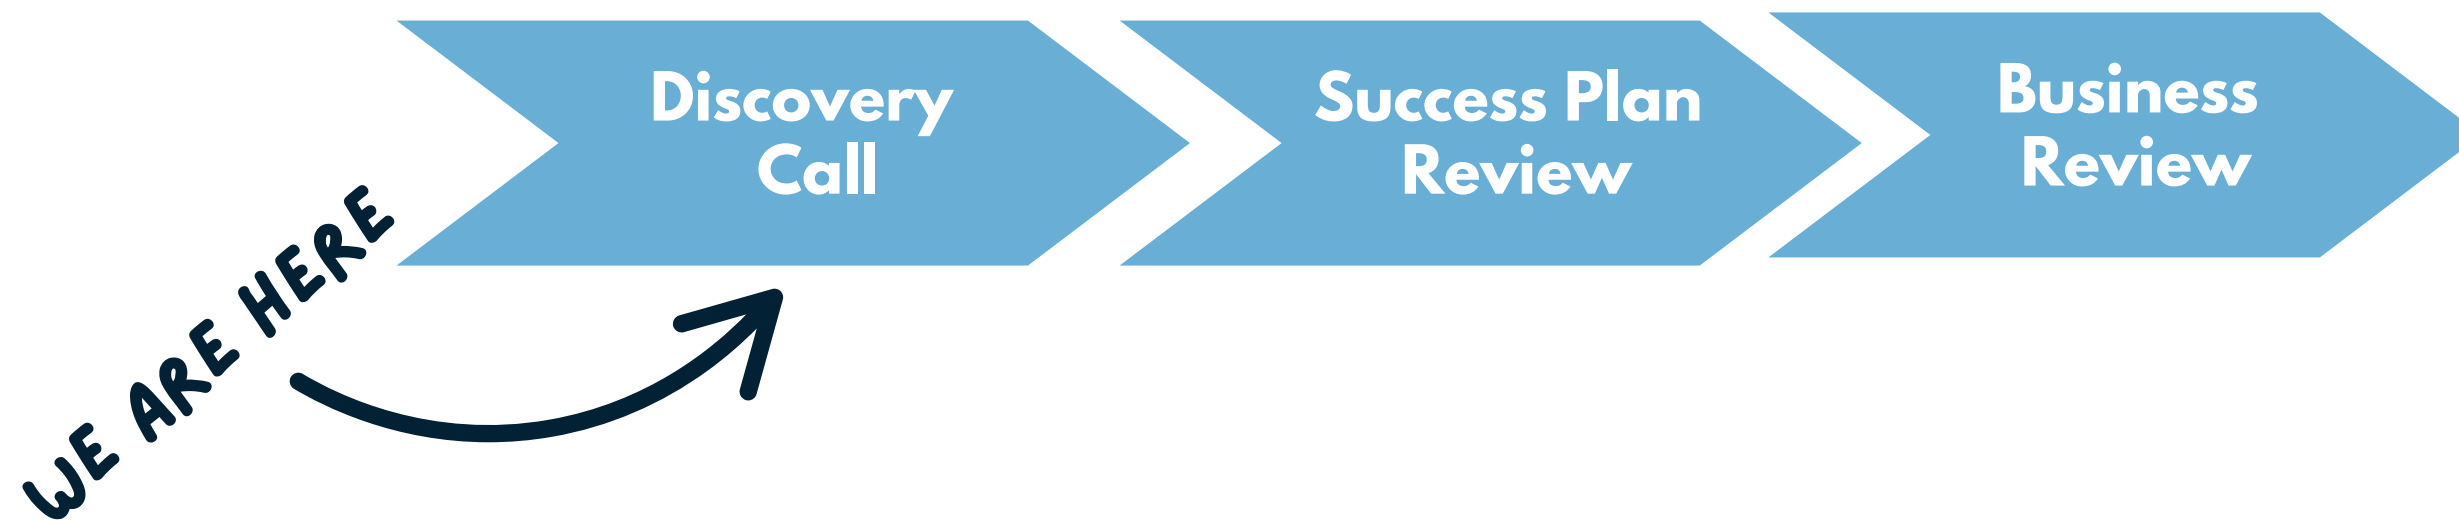 Discovery
Call
Success Plan
Review
Business
Review
WE ARE HERE